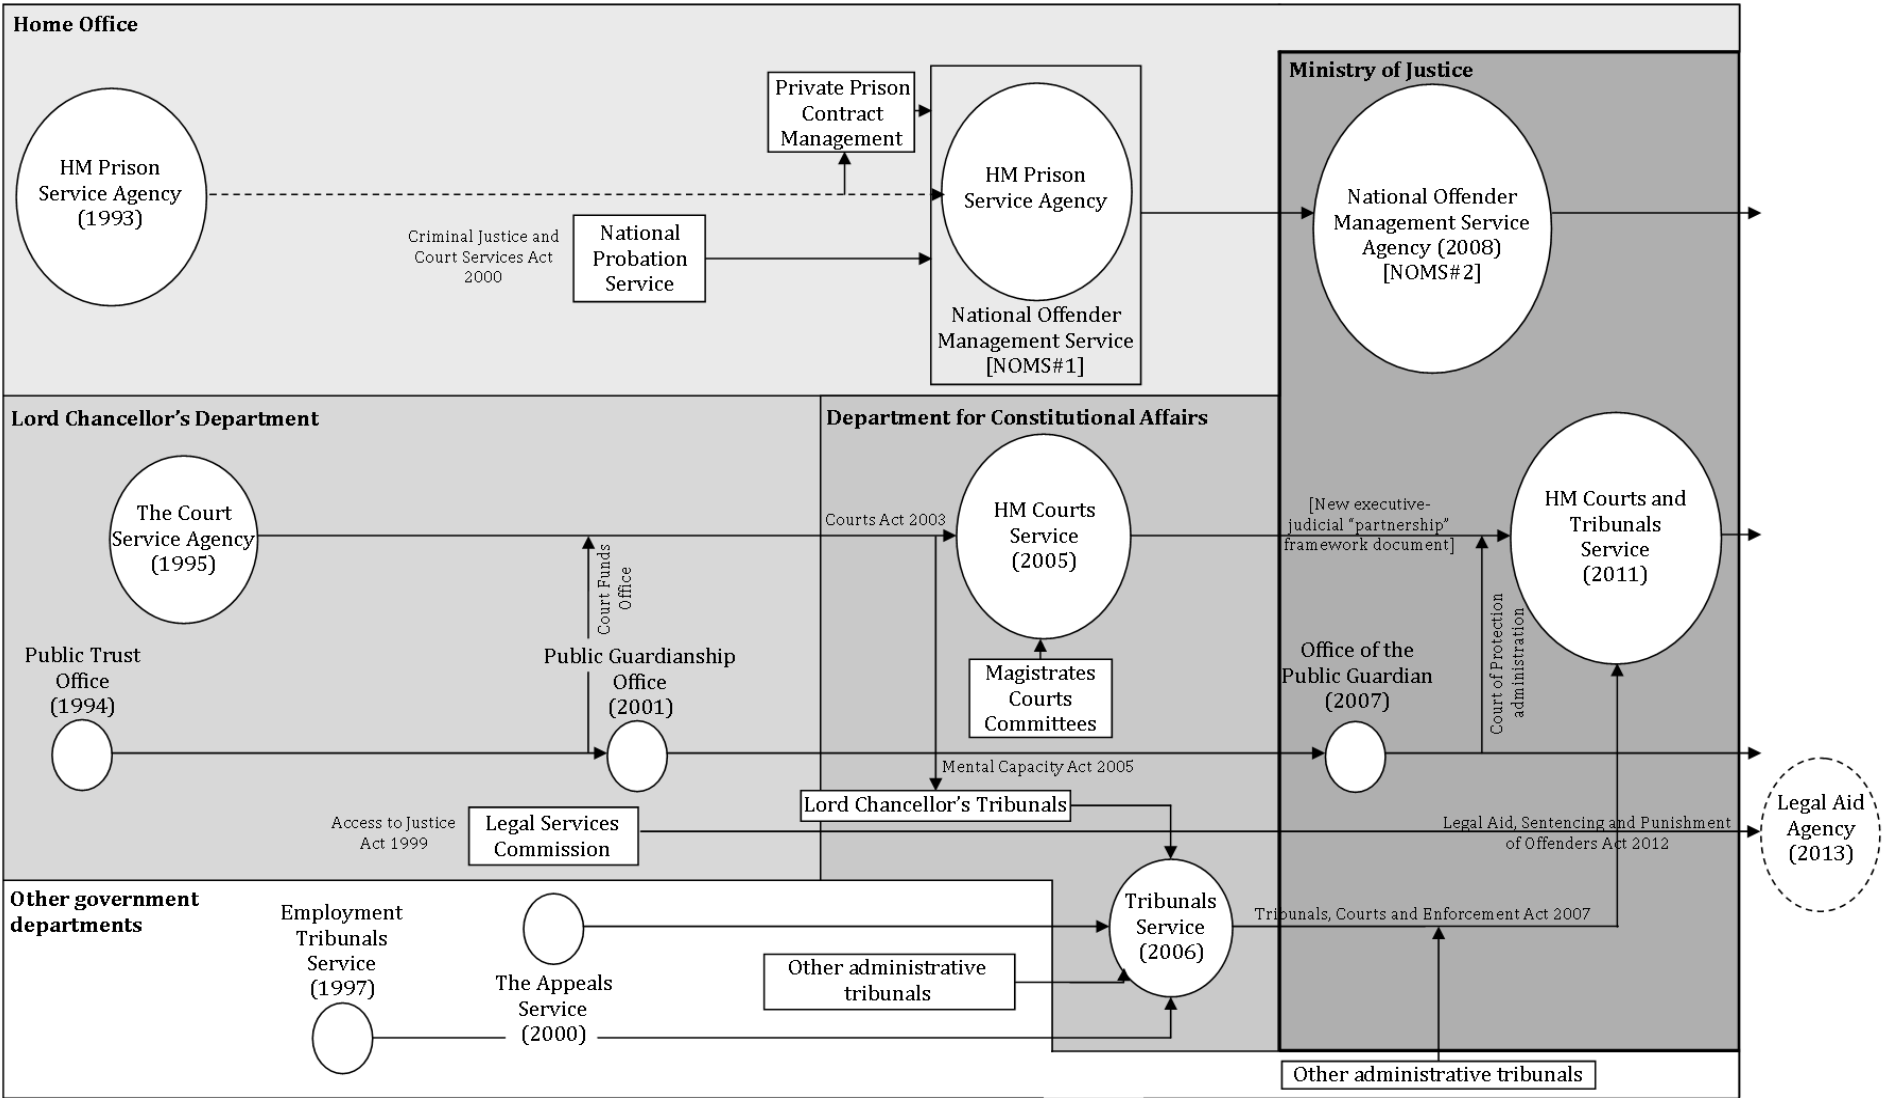 Home Office
Ministry of Justice
Private Prison
Contract
Management
HM Prison
Service Agency
(1993)
HM Prison
Service Agency
National Offender
Management Service
Agency (2008)
[NOMS#2]
Criminal Justice and
Court Services Act
2000
National
Probation
Service
National Offender
Management Service
[NOMS#1]
Lord Chancellor’s Department
Department for Constitutional Affairs
The Court
Service Agency
(1995)
Courts Act 2003
HM Courts
Service
(2005)
[New executive-
judicial “partnership”
framework document]
HM Courts and
Tribunals
Service
(2011)
Court Funds
Office
Court of Protection
administration
Public Trust
Office
(1994)
Public Guardianship
Office
(2001)
Magistrates
Courts
Committees
Office of the
Public Guardian
(2007)
Mental Capacity Act 2005
Lord Chancellor’s Tribunals
Access to Justice
Act 1999
Legal Services
Commission
Legal Aid, Sentencing and Punishment
of Offenders Act 2012
Legal Aid
Agency
(2013)
Other government
departments
Employment
Tribunals
Service
(1997)
The Appeals
Service
(2000)
Other administrative
tribunals
Tribunals
Service
(2006)
Tribunals, Courts and Enforcement Act 2007
Other administrative tribunals